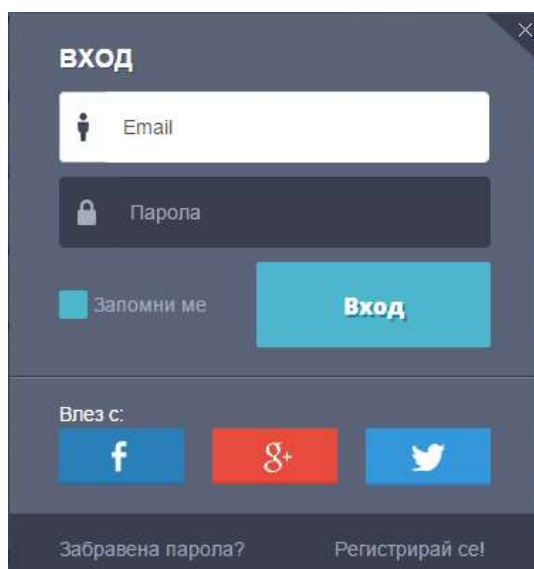 ВХОД
Email
Парола
Запомни ме
Вход
Влез с:
f
g+
Забравена парола?
Регистрирай се!